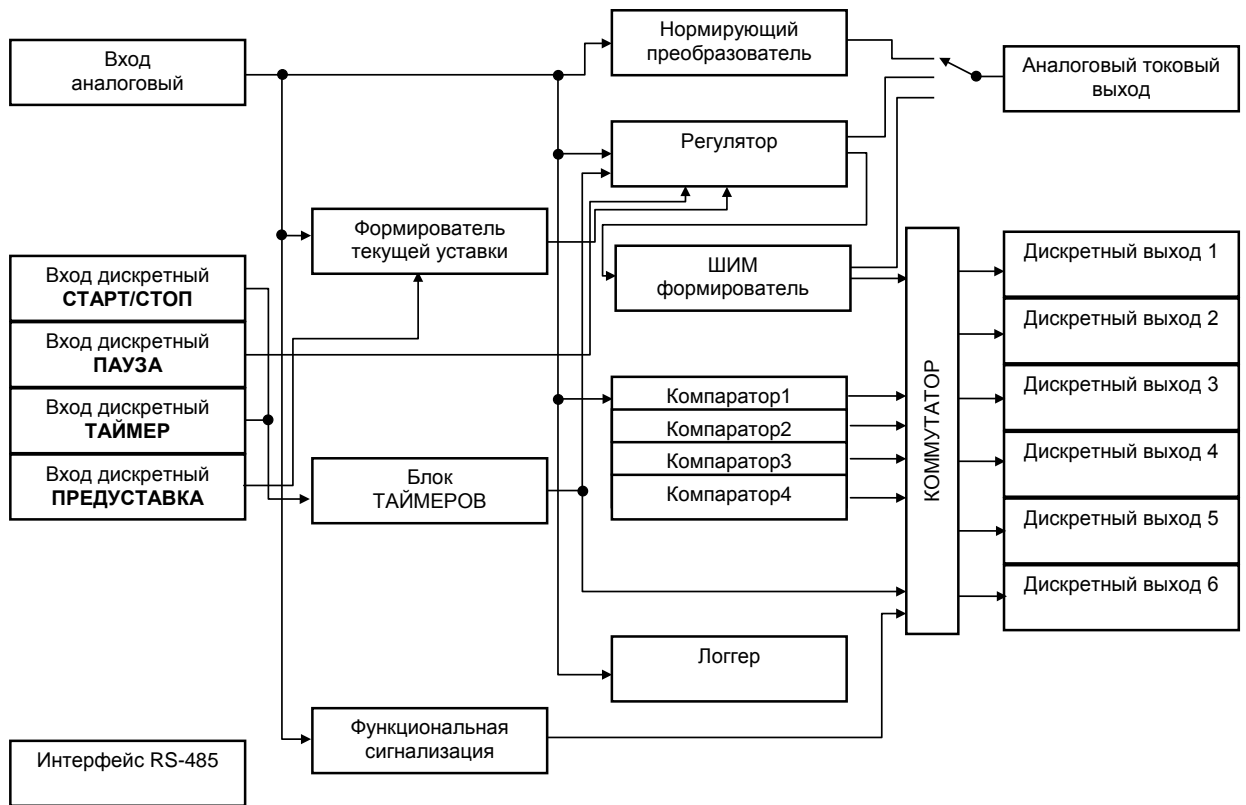 Нормирующий
преобразователь
Вход
аналоговый
Аналоговый токовый
выход
Регулятор
Формирователь
текущей уставки
ШИМ
формирователь
Вход дискретный
СТАРТ/СТОП
Вход дискретный
ПАУЗА
Вход дискретный
ТАЙМЕР
Вход дискретный
ПРЕДУСТАВКА
Блок
ТАЙМЕРОВ
Компаратор1
Компаратор2
Компаратор3
Компаратор4
КОММУТАТОР
Дискретный выход 1
Дискретный выход 2
Дискретный выход 3
Дискретный выход 4
Дискретный выход 5
Дискретный выход 6
Логгер
Функциональная
сигнализация
Интерфейс RS-485